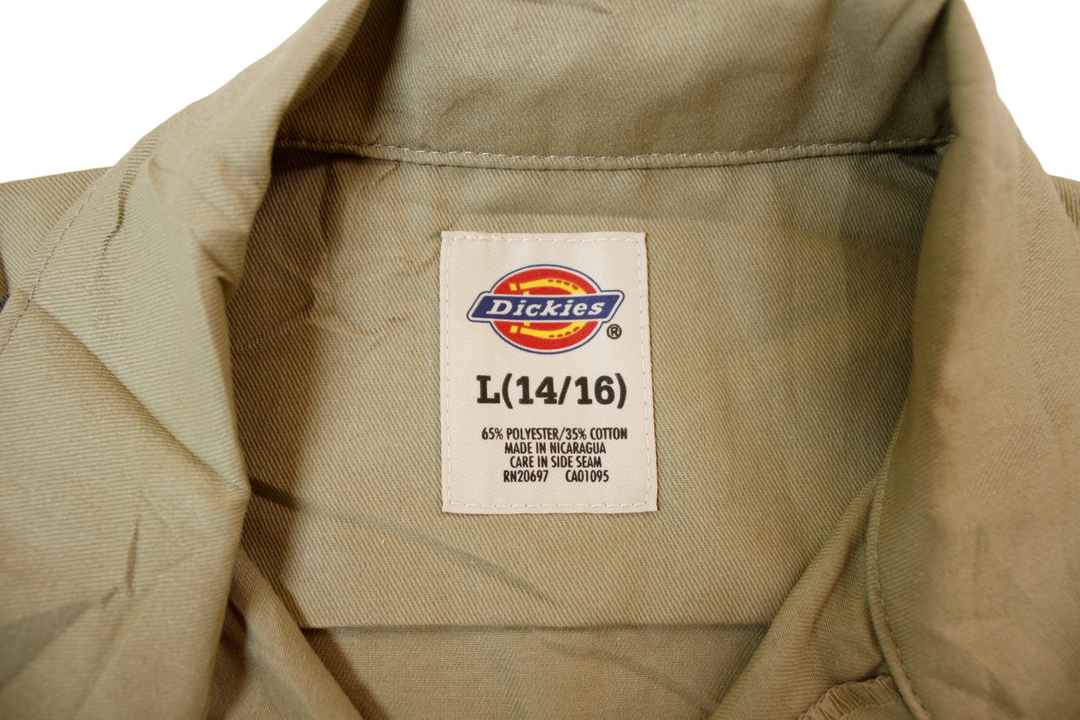 Dickies
®
L(14/16)
65% POLYESTER/35% COTTON
MADE IN NICARAGUA
CARE IN SIDE SEAM
RN20697 CA01095